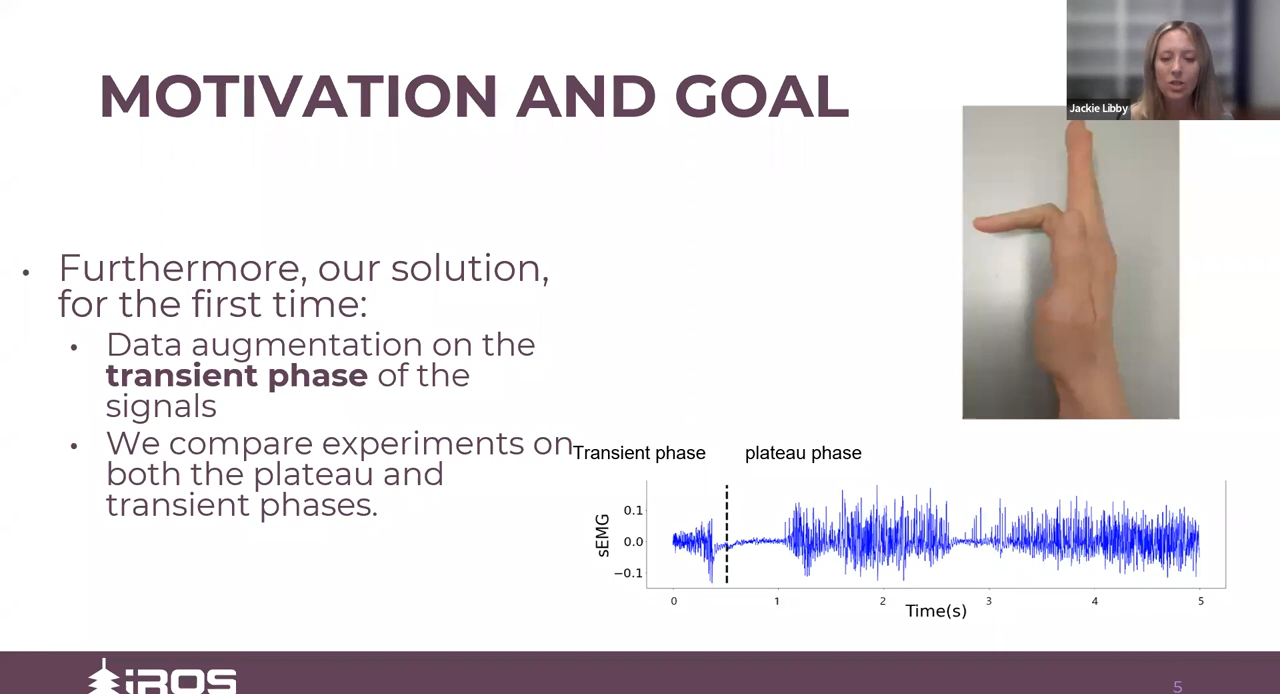 Jackie Libby
MOTIVATION AND GOAL
• Furthermore, our solution,
for the first time:
• Data augmentation on the
transient phase of the
signals
• We compare experiments on
both the plateau and
transient phases.
Transient phase plateau phase
sEMG
0.1
0.0
−0.1
0 1 2 3 4 5
Time(s)
iROS
5